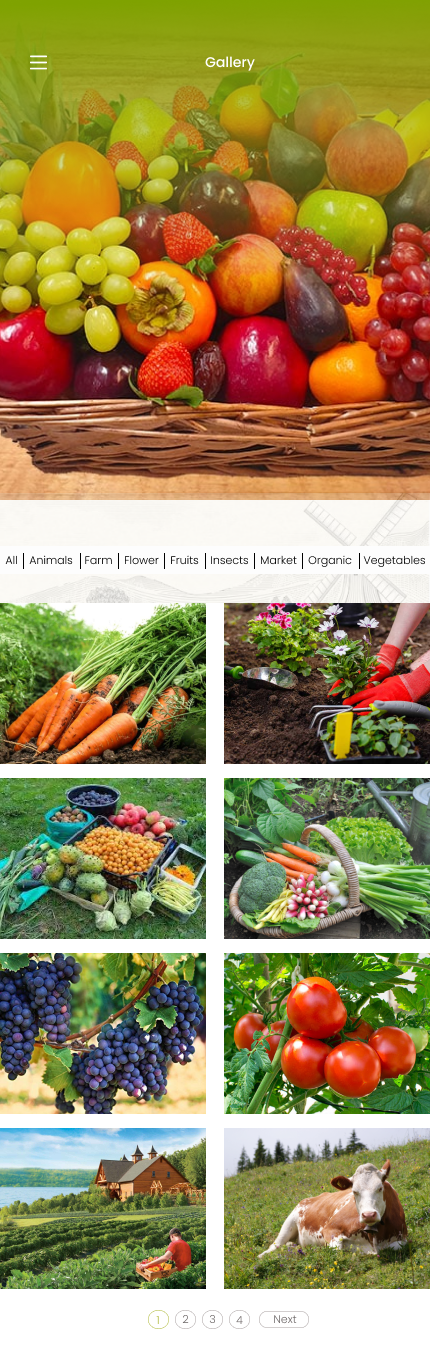 Gallery
All | Animals | Farm | Flower | Fruits | Insects | Market | Organic | Vegetables
1 2 3 4 Next